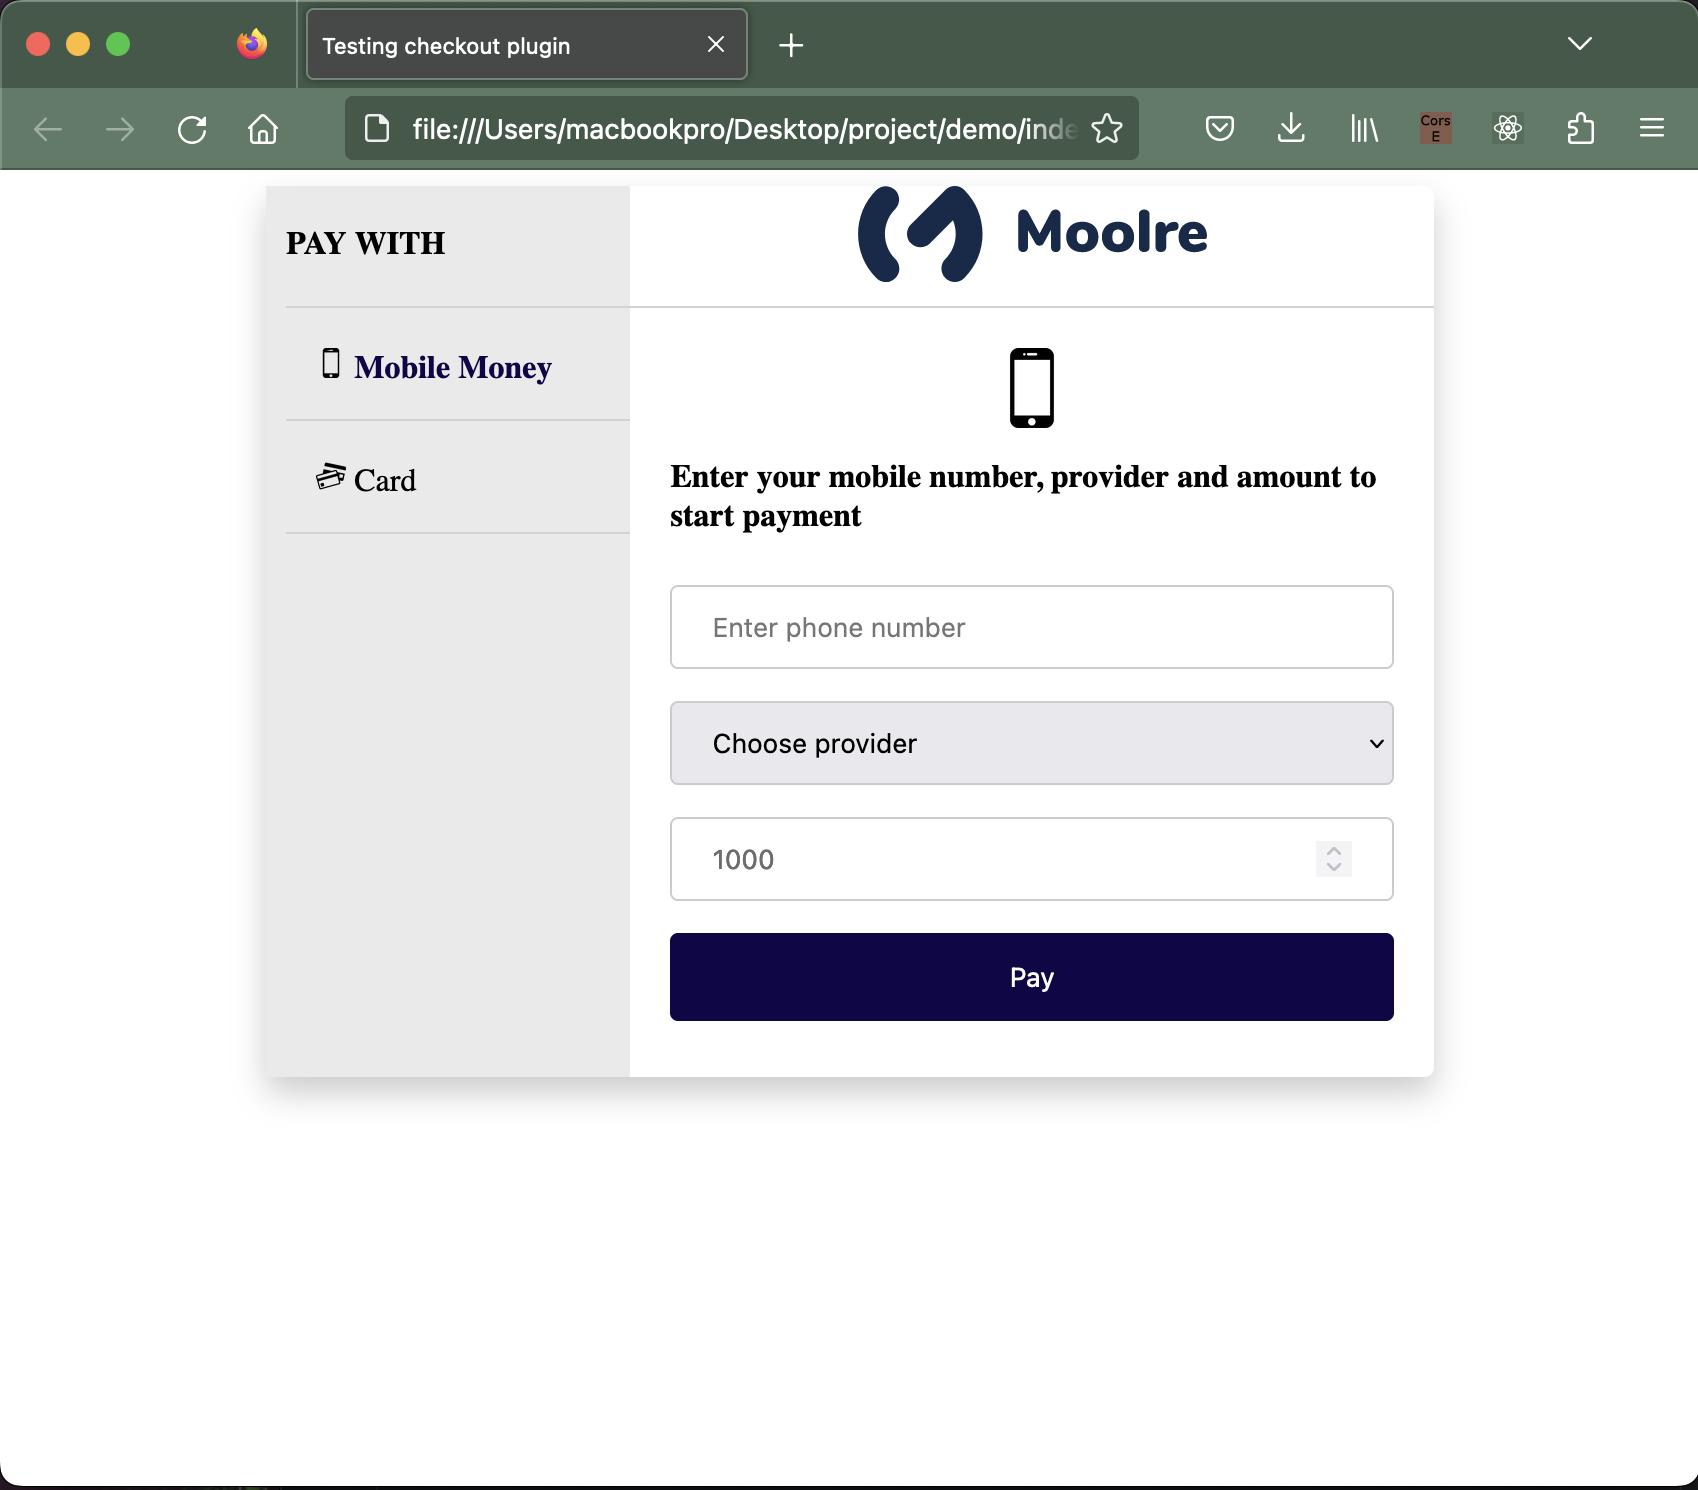 Testing checkout plugin
file:///Users/macbookpro/Desktop/project/demo/inde
Cors
E
PAY WITH
Moolre
Mobile Money
Card
Enter your mobile number, provider and amount to
start payment
Enter phone number
Choose provider
1000
Pay